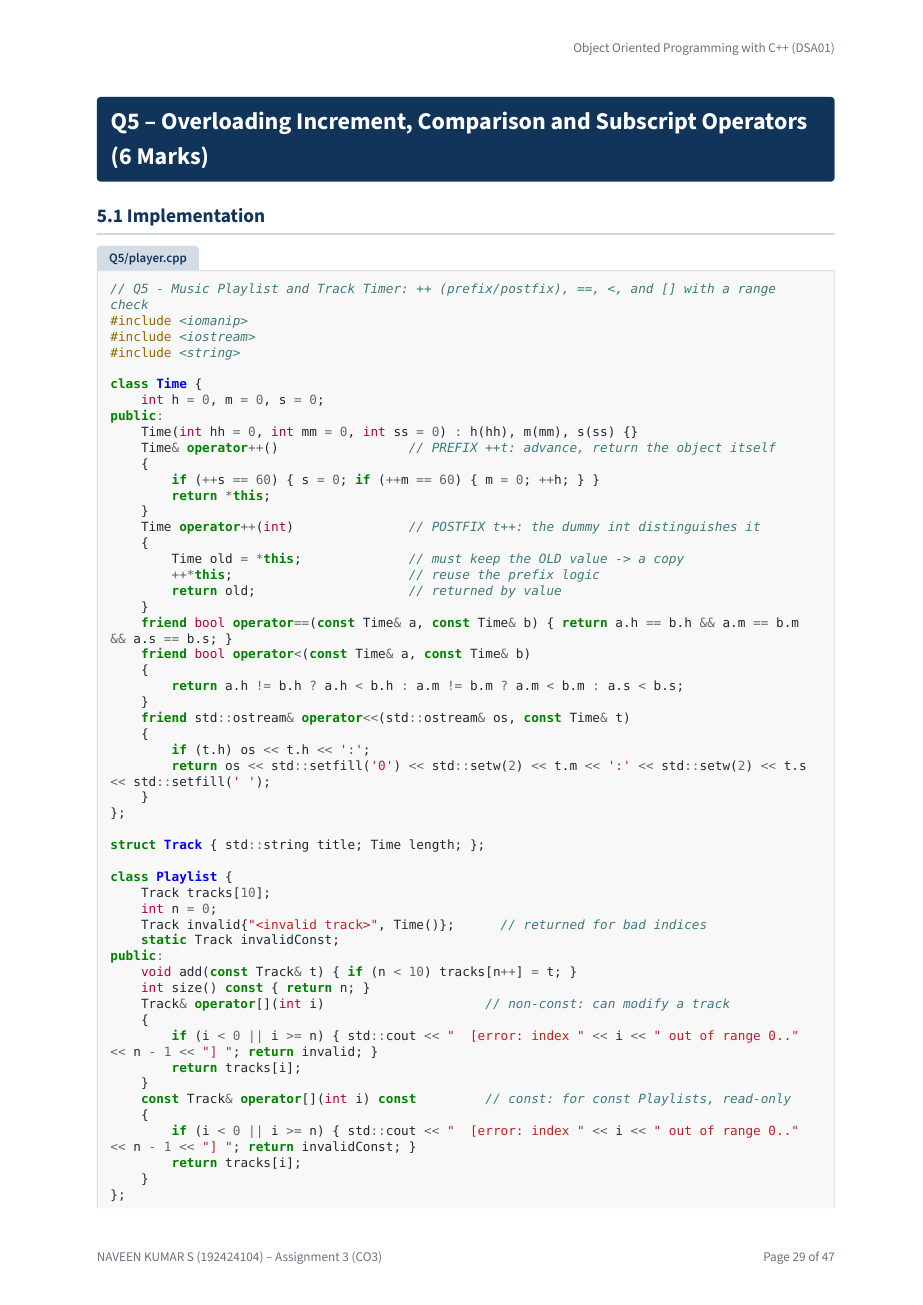 Object Oriented Programming with C++ (DSA01)
Q5 – Overloading Increment, Comparison and Subscript Operators
(6 Marks)
5.1 Implementation
Q5/player.cpp
// Q5 - Music Playlist and Track Timer: ++ (prefix/postfix), ==, <, and [] with a range
check
#include <iomanip>
#include <iostream>
#include <string>
class Time {
    int h = 0, m = 0, s = 0;
public:
    Time(int hh = 0, int mm = 0, int ss = 0) : h(hh), m(mm), s(ss) {}
    Time& operator++()                 // PREFIX ++t: advance, return the object itself
    {
        if (++s == 60) { s = 0; if (++m == 60) { m = 0; ++h; } }
        return *this;
    }
    Time operator++(int)               // POSTFIX t++: the dummy int distinguishes it
    {
        Time old = *this;              // must keep the OLD value -> a copy
        ++*this;                       // reuse the prefix logic
        return old;                    // returned by value
    }
    friend bool operator==(const Time& a, const Time& b) { return a.h == b.h && a.m == b.m
&& a.s == b.s; }
    friend bool operator<(const Time& a, const Time& b)
    {
        return a.h != b.h ? a.h < b.h : a.m != b.m ? a.m < b.m : a.s < b.s;
    }
    friend std::ostream& operator<<(std::ostream& os, const Time& t)
    {
        if (t.h) os << t.h << ':';
        return os << std::setfill('0') << std::setw(2) << t.m << ':' << std::setw(2) << t.s
<< std::setfill(' ');
    }
};
struct Track { std::string title; Time length; };
class Playlist {
    Track tracks[10];
    int n = 0;
    Track invalid{"<invalid track>", Time()};      // returned for bad indices
    static Track invalidConst;
public:
    void add(const Track& t) { if (n < 10) tracks[n++] = t; }
    int size() const { return n; }
    Track& operator[](int i)                     // non-const: can modify a track
    {
        if (i < 0 || i >= n) { std::cout << "  [error: index " << i << " out of range 0.."
<< n - 1 << "] "; return invalid; }
        return tracks[i];
    }
    const Track& operator[](int i) const         // const: for const Playlists, read-only
    {
        if (i < 0 || i >= n) { std::cout << "  [error: index " << i << " out of range 0.."
<< n - 1 << "] "; return invalidConst; }
        return tracks[i];
    }
};
NAVEEN KUMAR S (192424104) – Assignment 3 (CO3)
Page 29 of 47